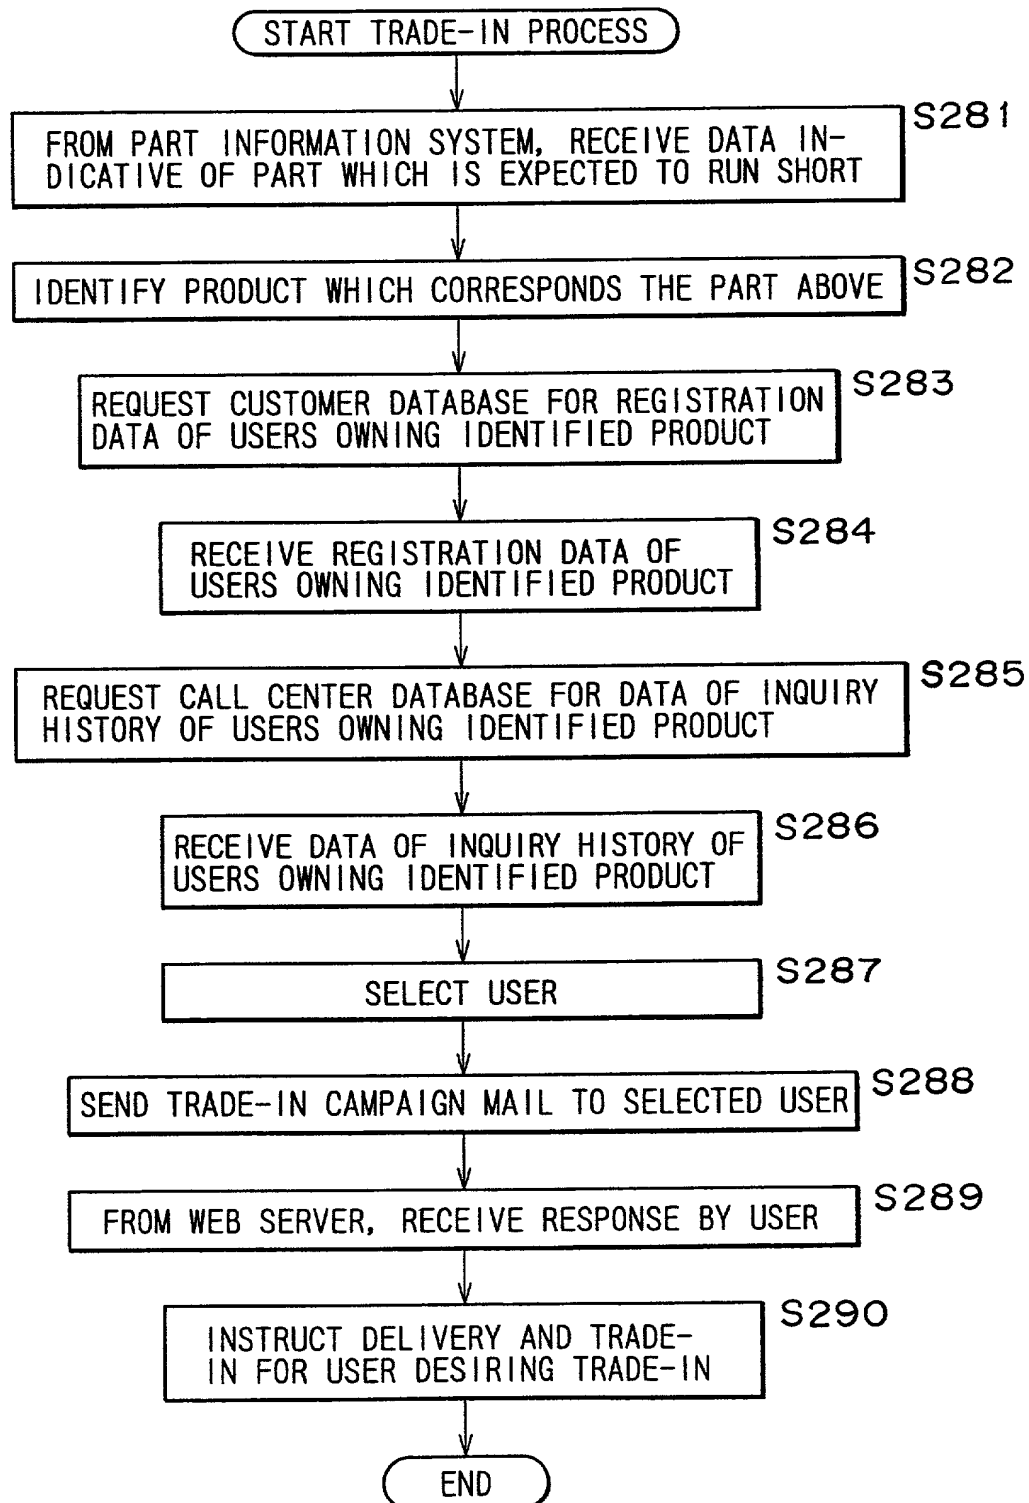 START TRADE-IN PROCESS
S281
FROM PART INFORMATION SYSTEM, RECEIVE DATA IN-
DICATIVE OF PART WHICH IS EXPECTED TO RUN SHORT
S282
IDENTIFY PRODUCT WHICH CORRESPONDS THE PART ABOVE
S283
REQUEST CUSTOMER DATABASE FOR REGISTRATION
DATA OF USERS OWNING IDENTIFIED PRODUCT
S284
RECEIVE REGISTRATION DATA OF
USERS OWNING IDENTIFIED PRODUCT
S285
REQUEST CALL CENTER DATABASE FOR DATA OF INQUIRY
HISTORY OF USERS OWNING IDENTIFIED PRODUCT
S286
RECEIVE DATA OF INQUIRY HISTORY OF
USERS OWNING IDENTIFIED PRODUCT
S287
SELECT USER
S288
SEND TRADE-IN CAMPAIGN MAIL TO SELECTED USER
S289
FROM WEB SERVER, RECEIVE RESPONSE BY USER
S290
INSTRUCT DELIVERY AND TRADE-
IN FOR USER DESIRING TRADE-IN
END